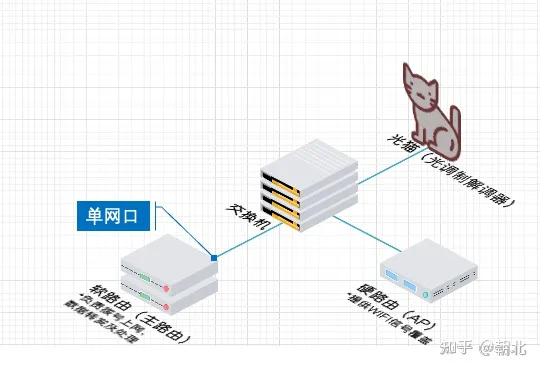 光猫（光调制解调器）
交换机
单网口
软路由（主路由）
*负责拨号上网，
数据转发及处理
硬路由（AP）
*提供WiFi信号覆盖
知乎 @朝北